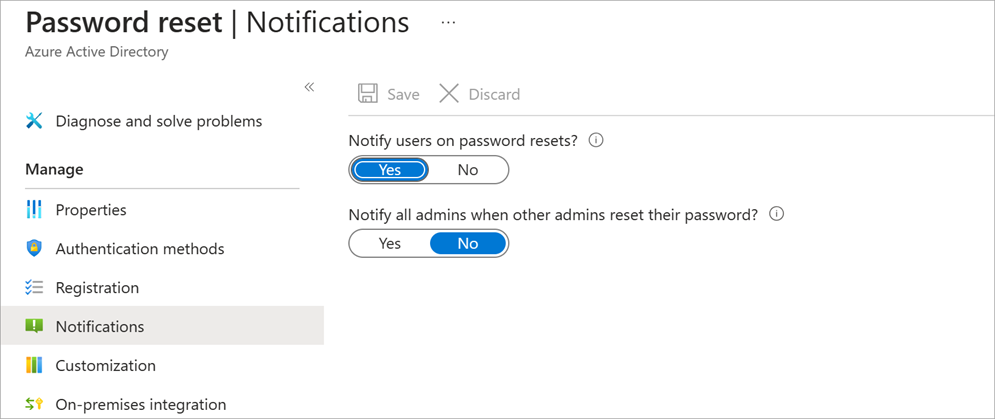 Password reset | Notifications ...
Azure Active Directory
«
Save Discard
Diagnose and solve problems
Manage
Properties
Authentication methods
Registration
Notifications
Customization
On-premises integration
Notify users on password resets?
Yes No
Notify all admins when other admins reset their password?
Yes No